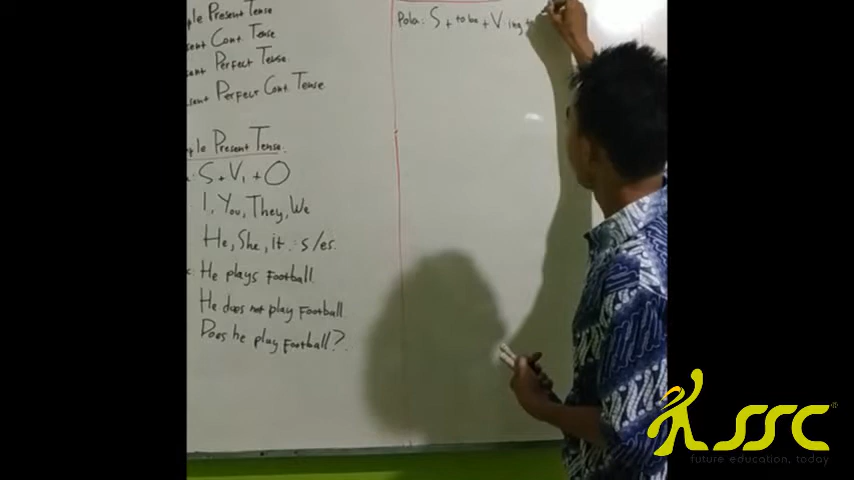 ple Present Tense
sent Cont. Tense
sent Perfect Tense
esent Perfect Cont. Tense
ple Present Tense.
: S + V1 + O
I, You, They, We
He, She, it : s/es.
: He plays Football.
He does not play Football.
Does he play Football?.
Pola: S + to be + V ing +
SSC
future education, today